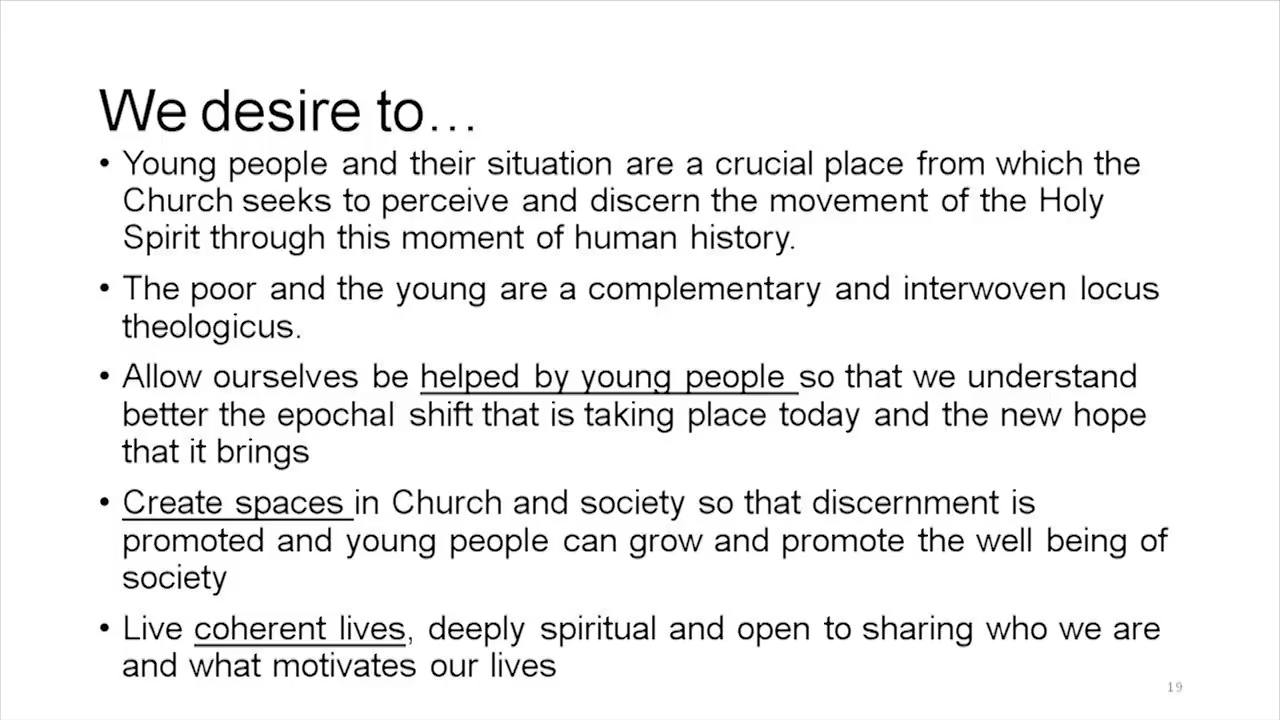 We desire to...
• Young people and their situation are a crucial place from which the
Church seeks to perceive and discern the movement of the Holy
Spirit through this moment of human history.
• The poor and the young are a complementary and interwoven locus
theologicus.
• Allow ourselves be helped by young people so that we understand
better the epochal shift that is taking place today and the new hope
that it brings
• Create spaces in Church and society so that discernment is
promoted and young people can grow and promote the well being of
society
• Live coherent lives, deeply spiritual and open to sharing who we are
and what motivates our lives
19